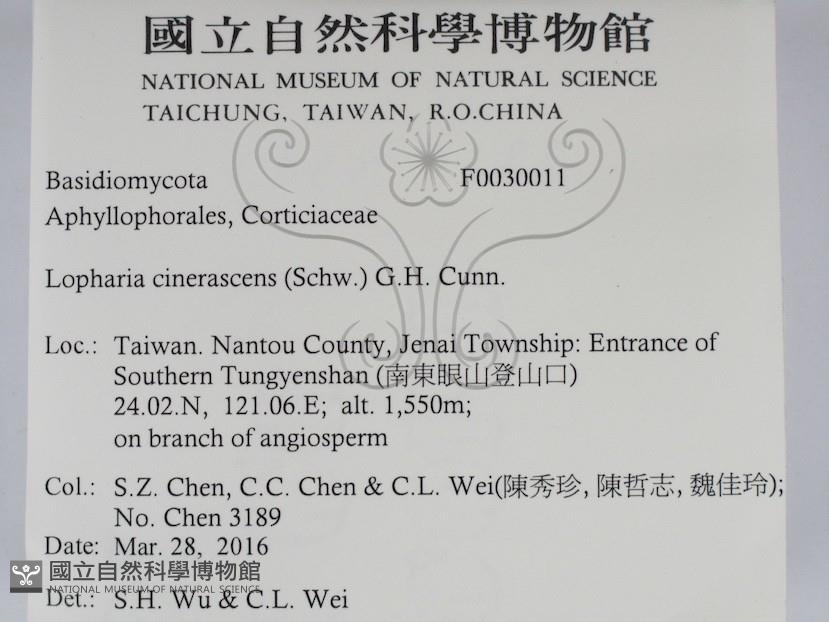 國立自然科學博物館
NATIONAL MUSEUM OF NATURAL SCIENCE
TAICHUNG, TAIWAN, R.O.CHINA
Basidiomycota F0030011
Aphyllophorales, Corticiaceae
Lopharia cinerascens (Schw.) G.H. Cunn.
Loc.: Taiwan. Nantou County, Jenai Township: Entrance of
Southern Tungyenshan (南東眼山登山口)
24.02.N, 121.06.E; alt. 1,550m;
on branch of angiosperm
Col.: S.Z. Chen, C.C. Chen & C.L. Wei(陳秀珍, 陳哲志, 魏佳玲);
No. Chen 3189
Date: Mar. 28, 2016
國立自然科學博物館
NATIONAL MUSEUM OF NATURAL SCIENCE
Det.: S.H. Wu & C.L. Wei